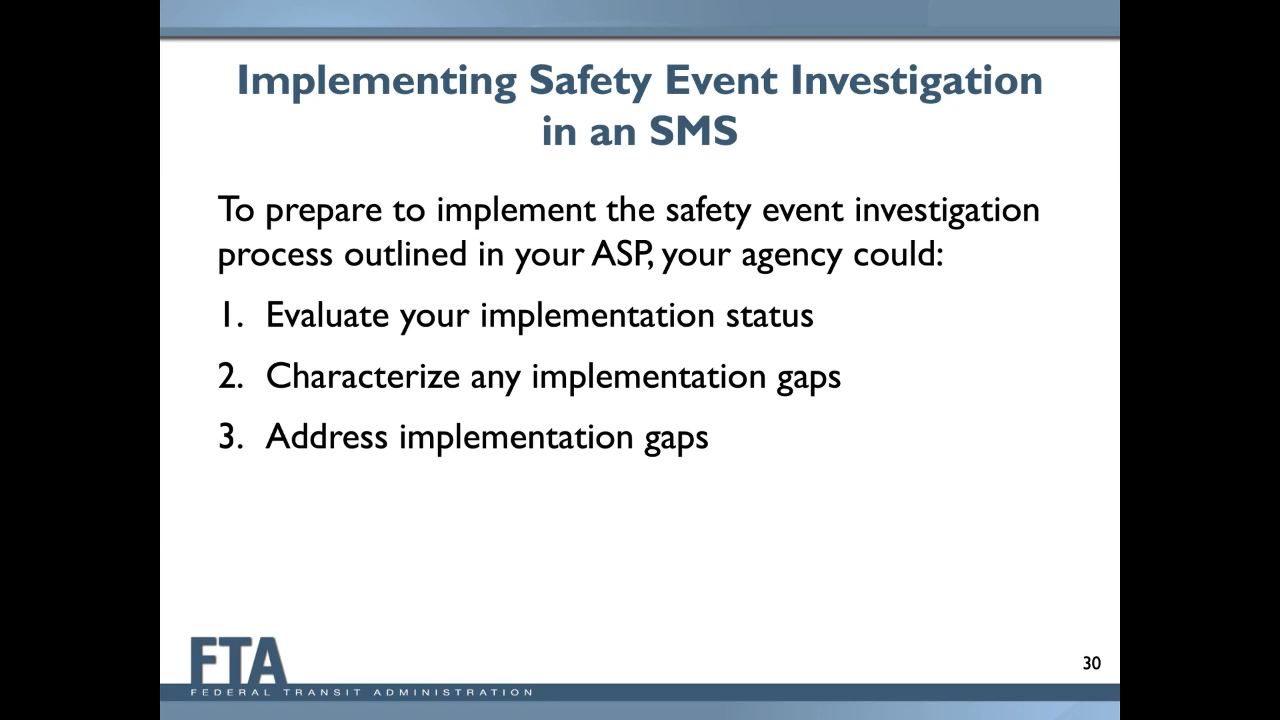 Implementing Safety Event Investigation
in an SMS
To prepare to implement the safety event investigation
process outlined in your ASP, your agency could:
1. Evaluate your implementation status
2. Characterize any implementation gaps
3. Address implementation gaps
FTA
FEDERAL TRANSIT ADMINISTRATION
30